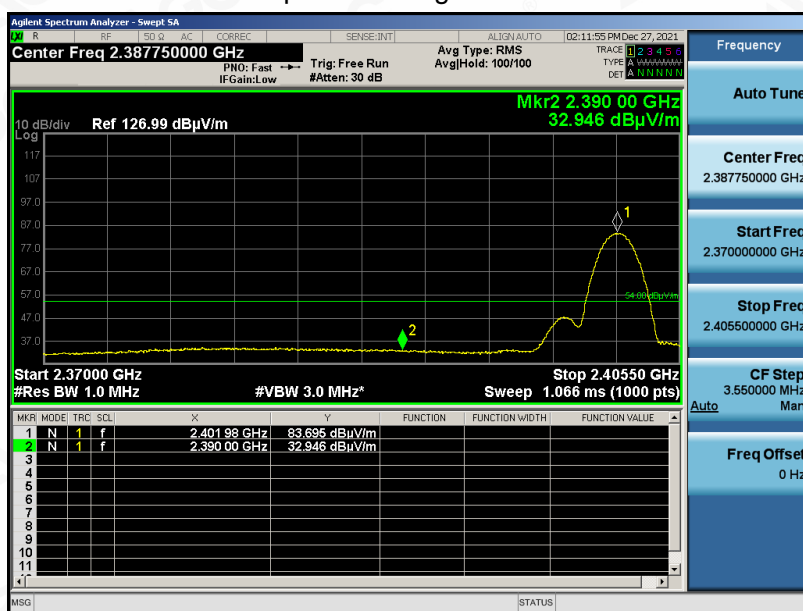 Agilent Spectrum Analyzer - Swept SA
LXI R RF 50 Ω AC CORREC SENSE:INT ALIGN AUTO 02:11:55 PM Dec 27, 2021
Center Freq 2.387750000 GHz
PNO: Fast
IFGain:Low
Trig: Free Run
#Atten: 30 dB
Avg Type: RMS
Avg|Hold: 100/100
TRACE 1 2 3 4 5 6
TYPE A WWWWW
DET A N N N N N
Mkr2 2.390 00 GHz
32.946 dBµV/m
10 dB/div Ref 126.99 dBµV/m
Log
117
107
97.0
87.0
77.0
67.0
57.0
47.0
37.0
1
2
54.00 dBµV/m
Start 2.37000 GHz Stop 2.40550 GHz
#Res BW 1.0 MHz #VBW 3.0 MHz* Sweep 1.066 ms (1000 pts)
MKR MODE TRC SCL X Y FUNCTION FUNCTION WIDTH FUNCTION VALUE
1 N 1 f 2.401 98 GHz 83.695 dBµV/m
2 N 1 f 2.390 00 GHz 32.946 dBµV/m
3
4
5
6
7
8
9
10
11
MSG STATUS
Frequency
Auto Tune
Center Freq
2.387750000 GHz
Start Freq
2.370000000 GHz
Stop Freq
2.405500000 GHz
CF Step
3.550000 MHz
Auto Man
Freq Offset
0 Hz